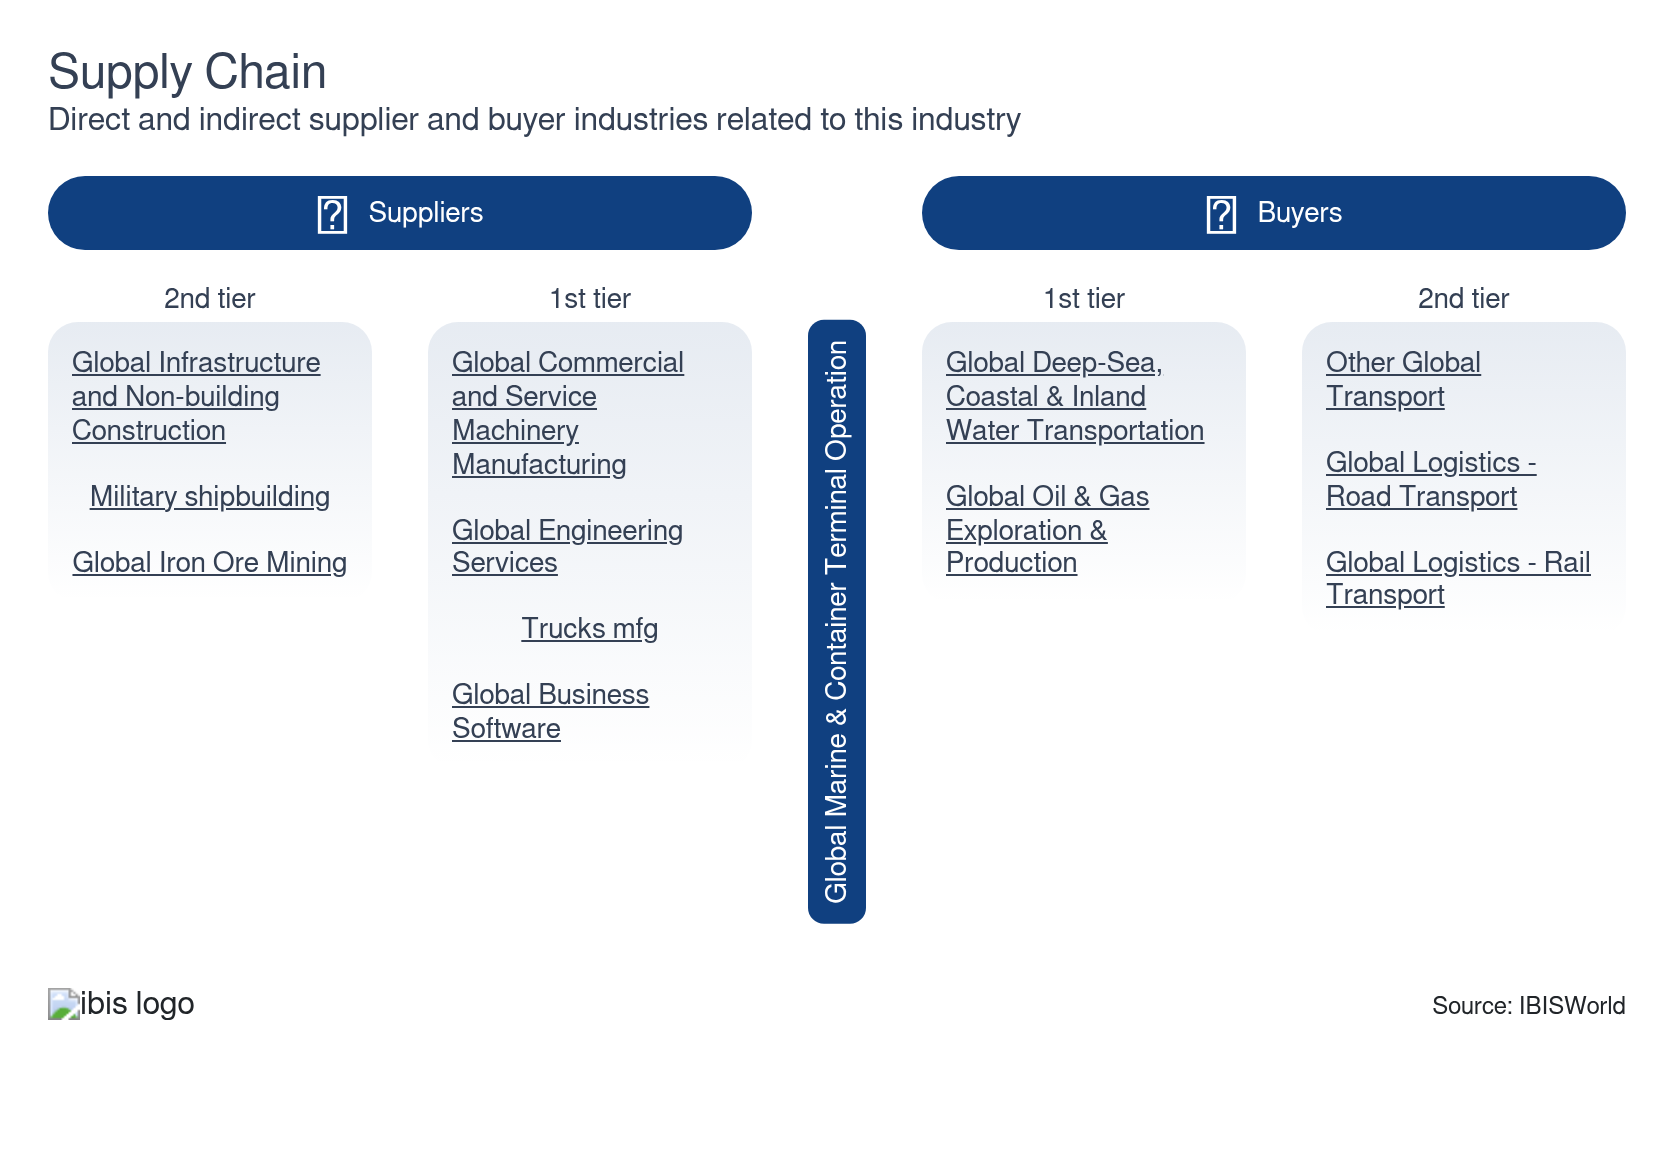 Supply Chain
Direct and indirect supplier and buyer industries related to this industry
Suppliers
Buyers
2nd tier
Global Infrastructure
and Non-building
Construction
Military shipbuilding
Global Iron Ore Mining
1st tier
Global Commercial
and Service
Machinery
Manufacturing
Global Engineering
Services
Trucks mfg
Global Business
Software
Global Marine & Container Terminal Operation
1st tier
Global Deep-Sea,
Coastal & Inland
Water Transportation
Global Oil & Gas
Exploration &
Production
2nd tier
Other Global
Transport
Global Logistics -
Road Transport
Global Logistics - Rail
Transport
ibis logo
Source: IBISWorld